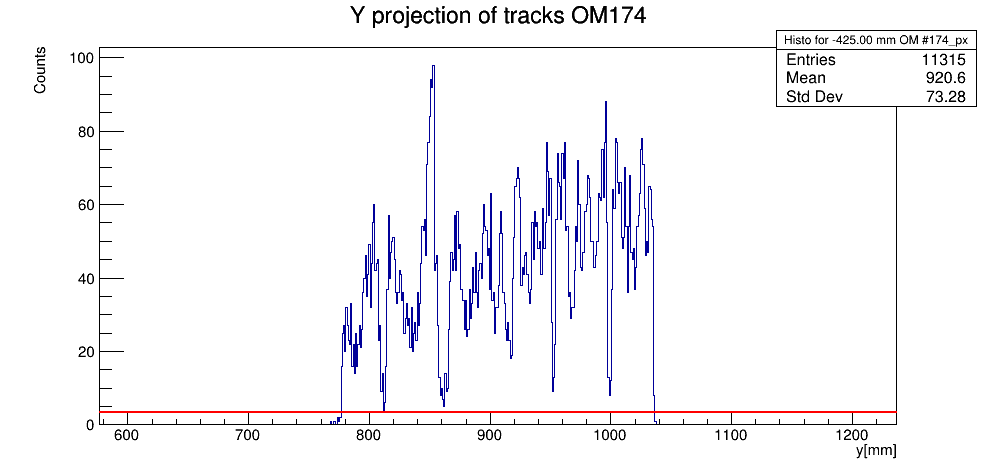 Y projection of tracks OM174
Histo for -425.00 mm OM #174_px
Entries 11315
Mean 920.6
Std Dev 73.28
Counts
100
80
60
40
20
0
600 700 800 900 1000 1100 1200
y[mm]